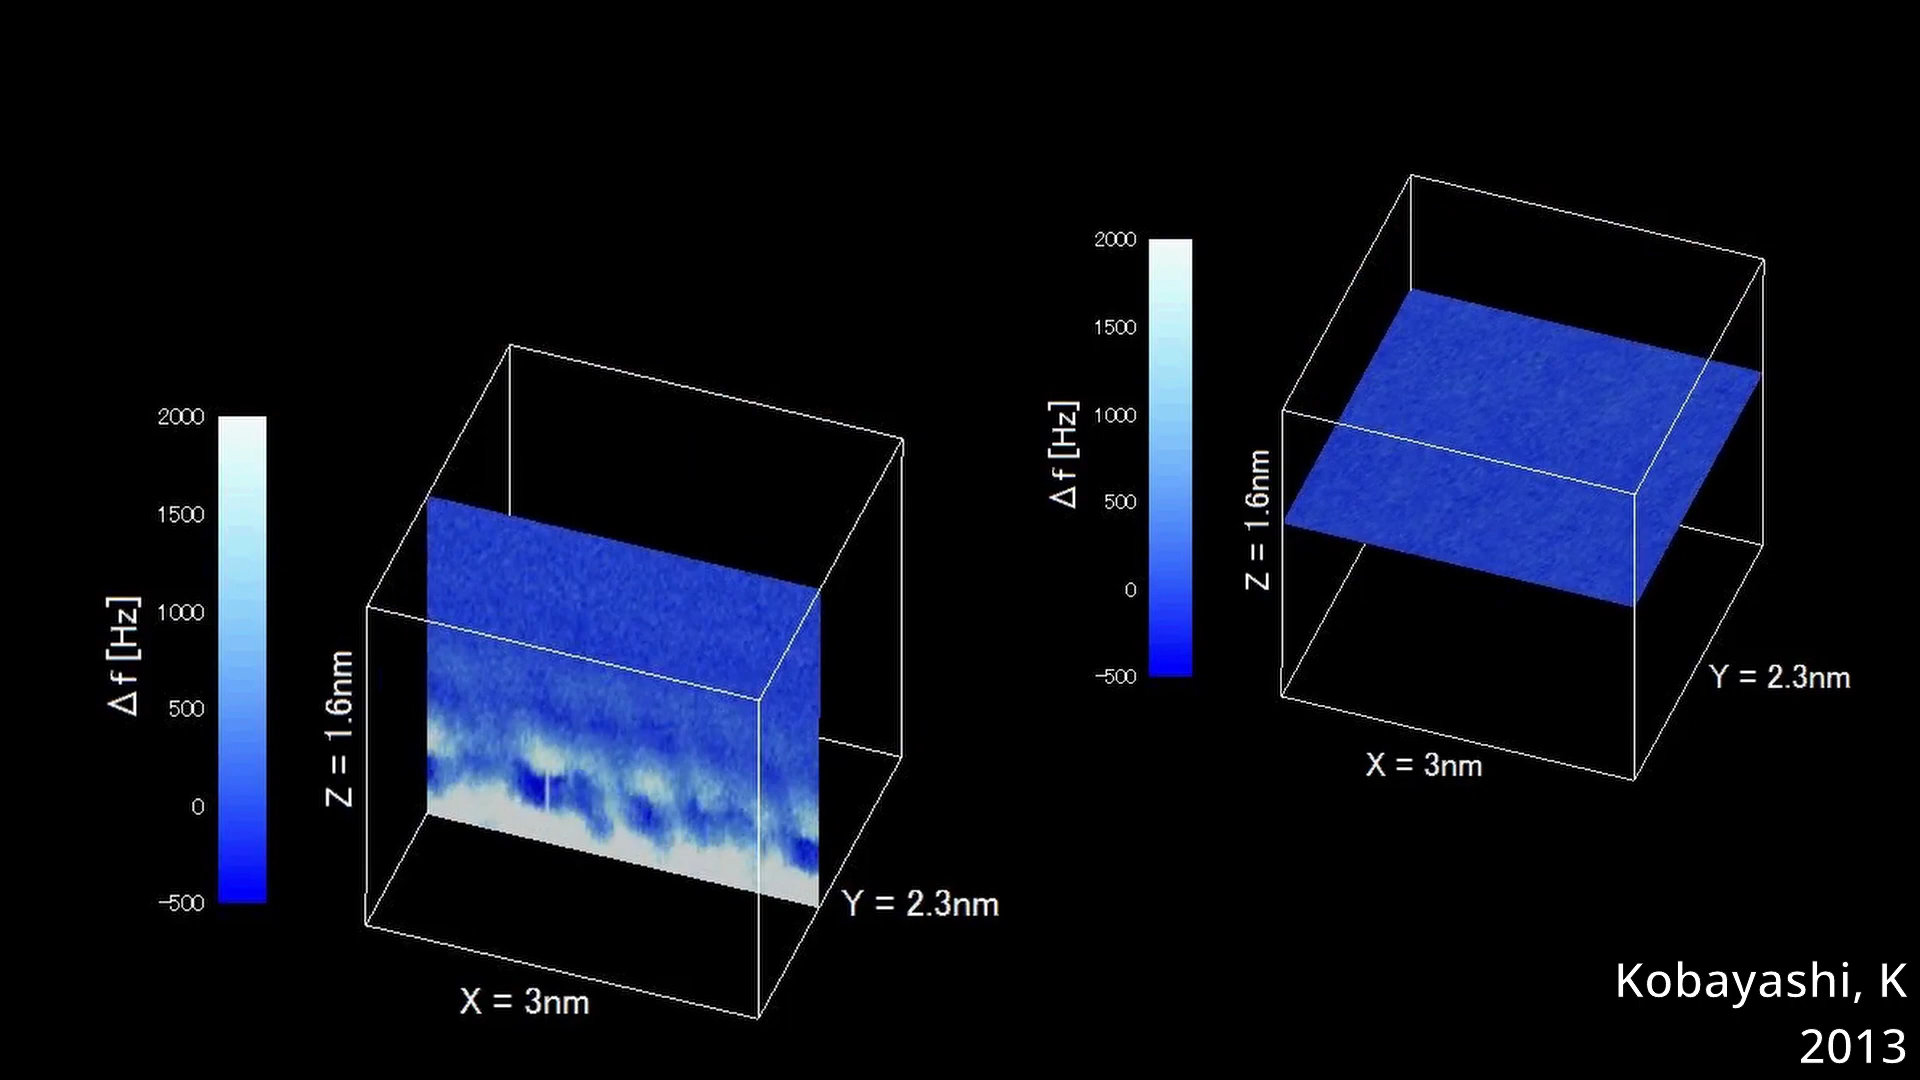 2000
1500
1000
500
0
−500
Δf [Hz]
Z = 1.6nm
X = 3nm
Y = 2.3nm
2000
1500
1000
500
0
−500
Δf [Hz]
Z = 1.6nm
X = 3nm
Y = 2.3nm
Kobayashi, K
2013